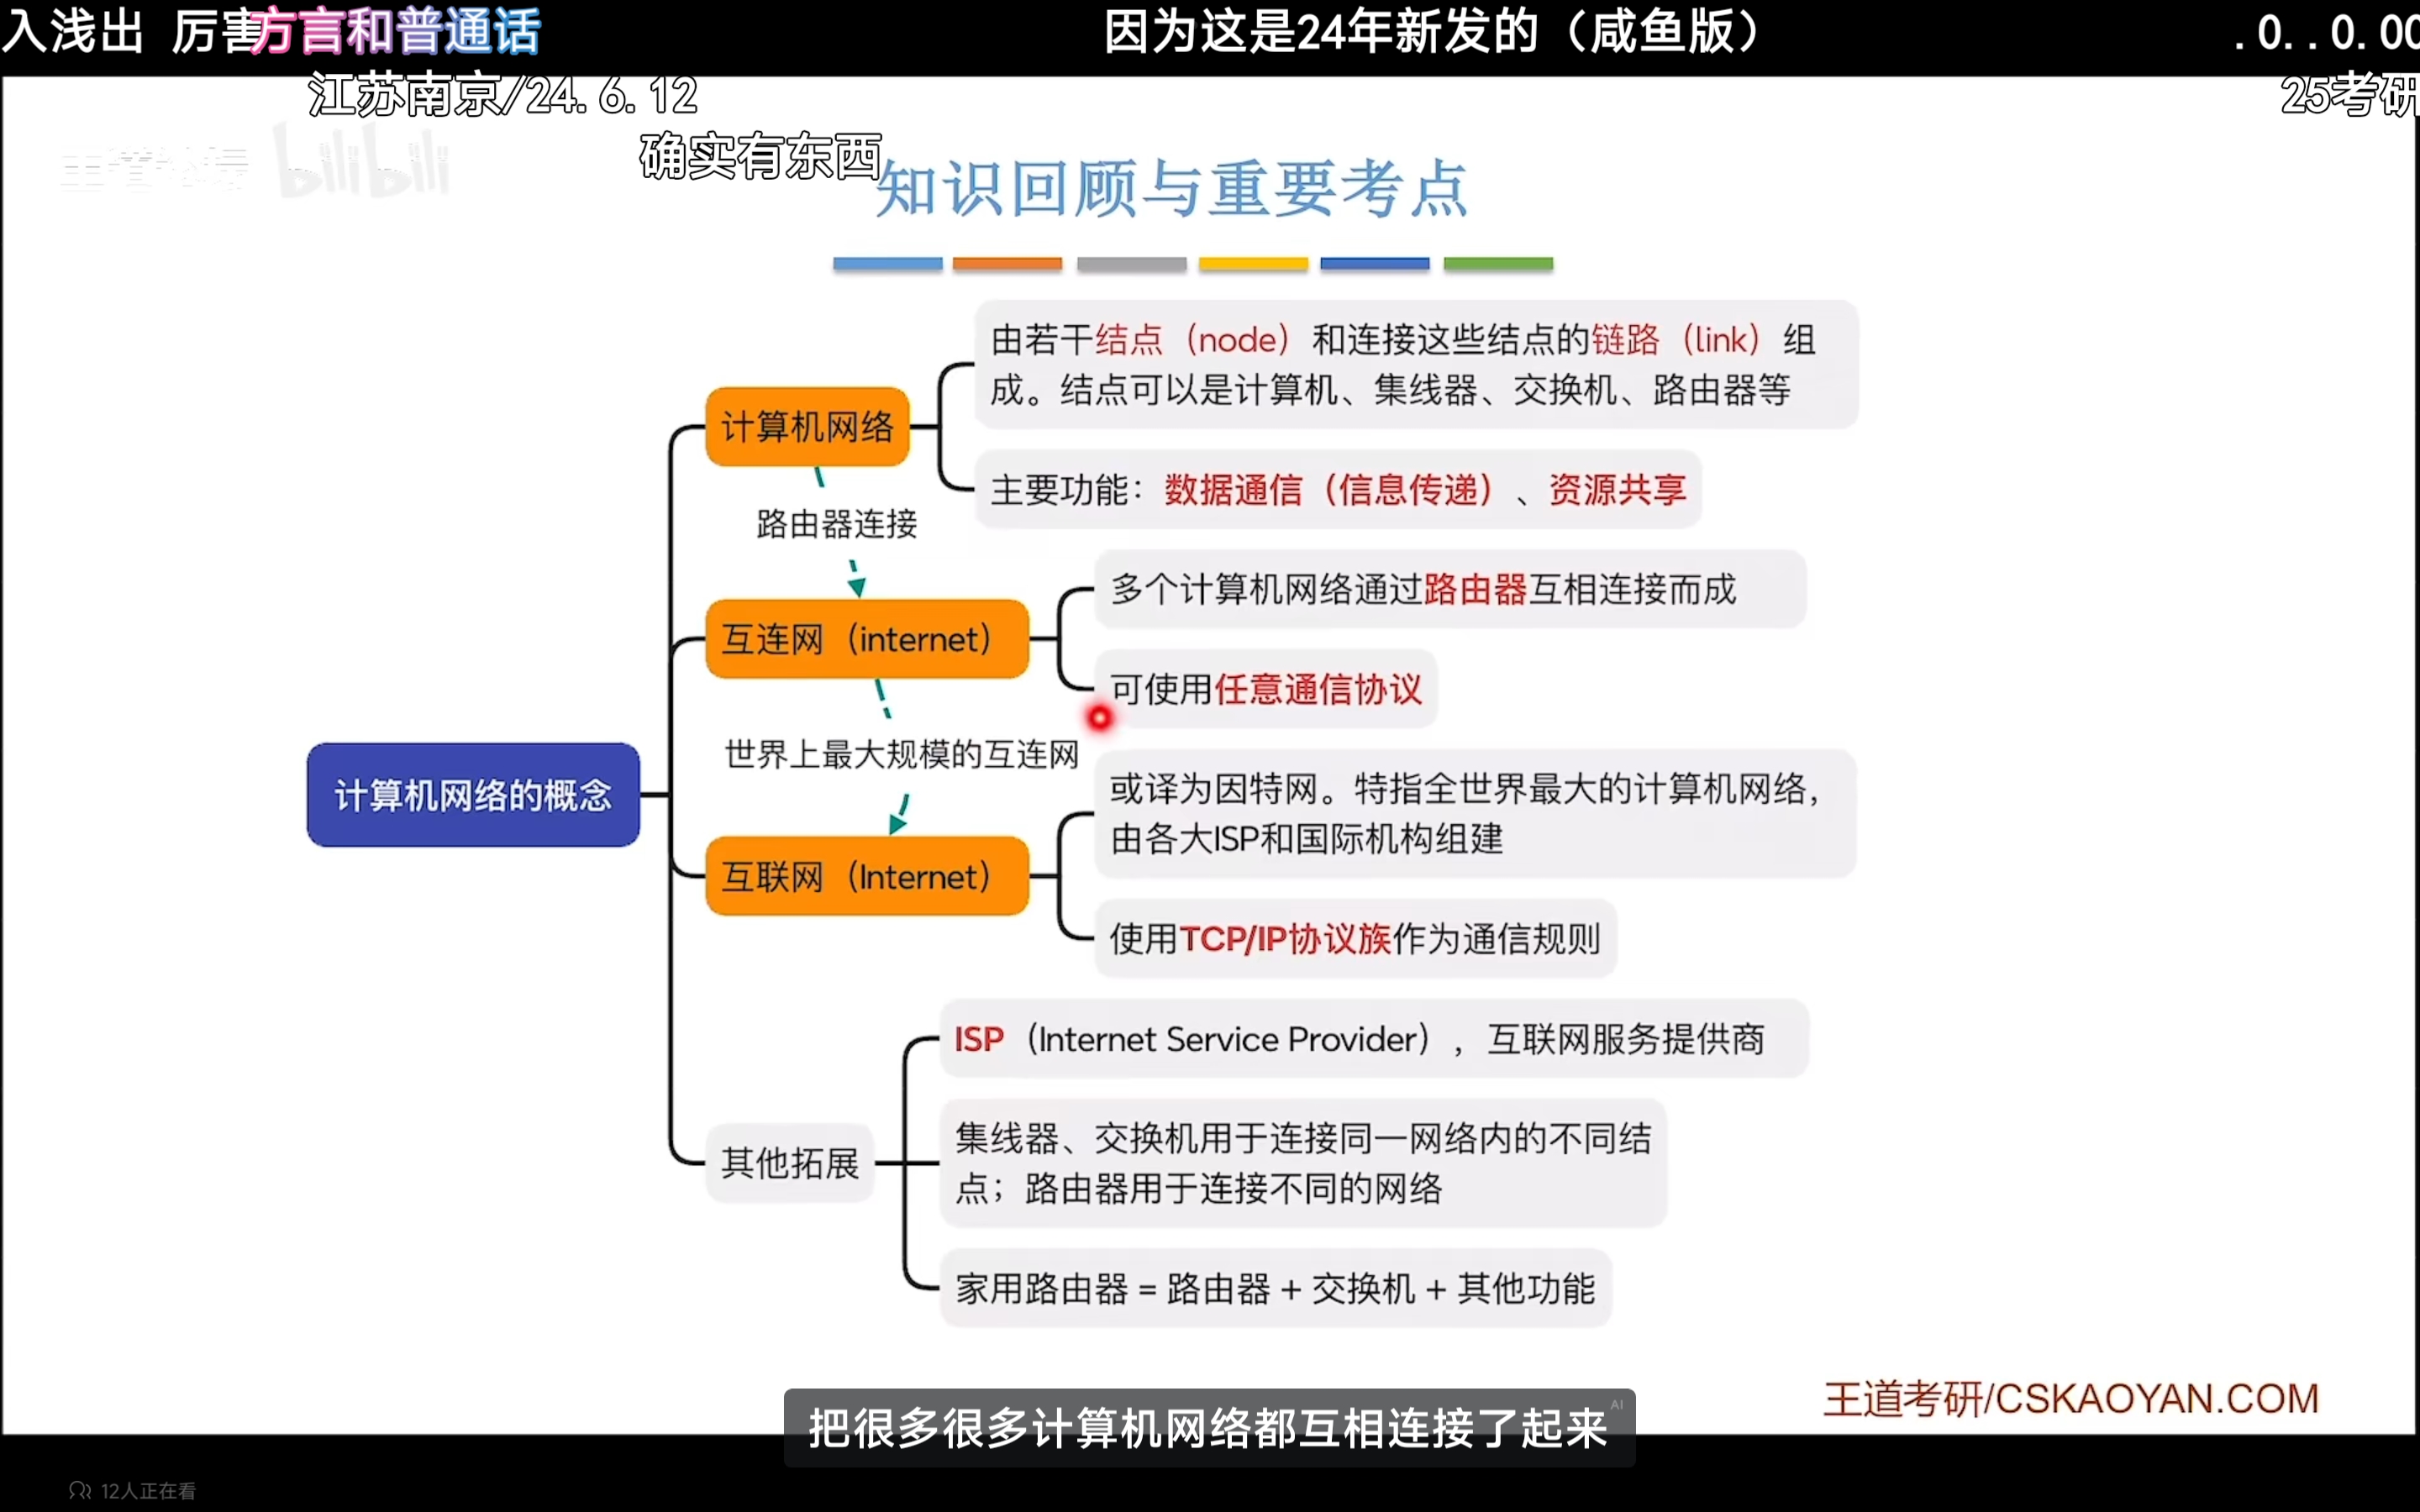 入浅出 厉害
方言和普通话
因为这是24年新发的（咸鱼版）
.0..0.00
江苏南京/24.6.12
25考研
bilibili
确实有东西
知识回顾与重要考点
由若干结点（node）和连接这些结点的链路（link）组
成。结点可以是计算机、集线器、交换机、路由器等
计算机网络
主要功能：数据通信（信息传递）、资源共享
路由器连接
多个计算机网络通过路由器互相连接而成
互连网（internet）
可使用任意通信协议
世界上最大规模的互连网
计算机网络的概念
或译为因特网。特指全世界最大的计算机网络，
由各大ISP和国际机构组建
互联网（Internet）
使用TCP/IP协议族作为通信规则
ISP（Internet Service Provider），互联网服务提供商
其他拓展
集线器、交换机用于连接同一网络内的不同结
点；路由器用于连接不同的网络
家用路由器 = 路由器 + 交换机 + 其他功能
王道考研/CSKAOYAN.COM
把很多很多计算机网络都互相连接了起来
AI
12人正在看